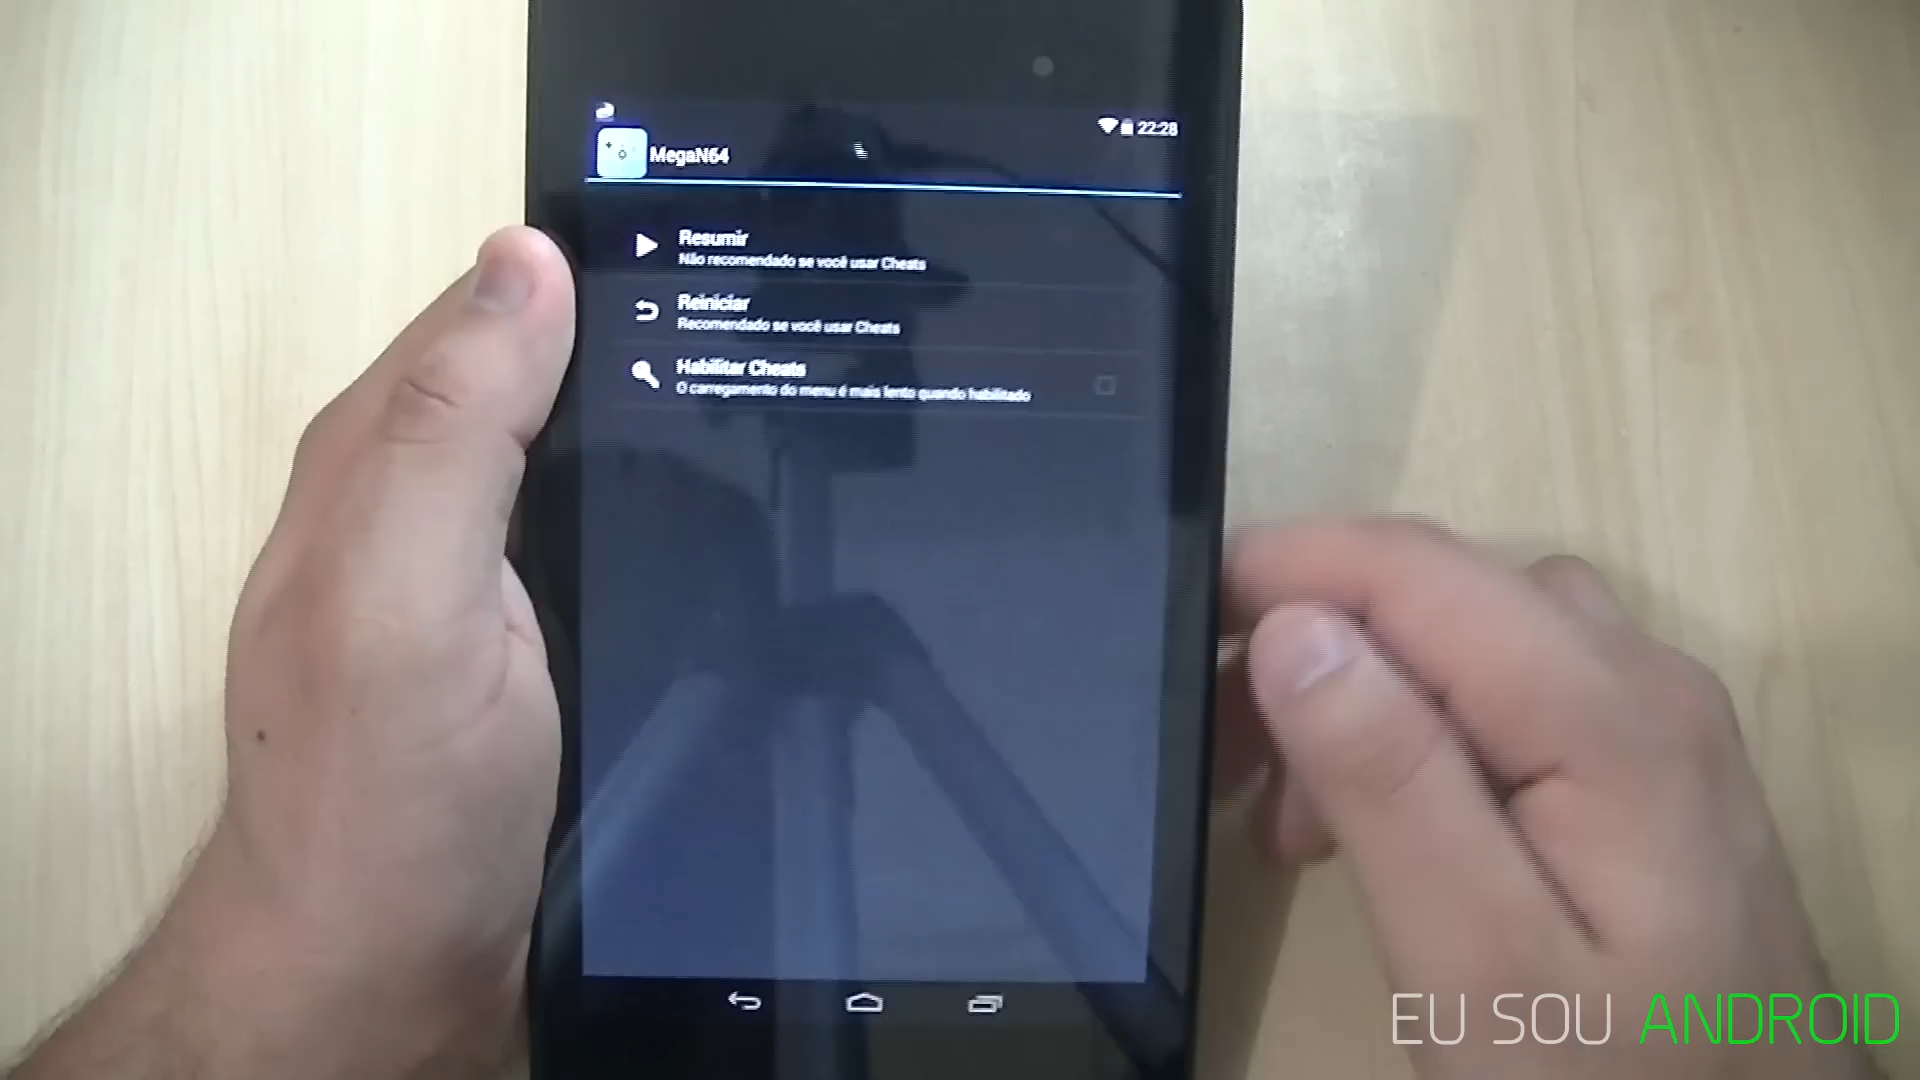 22:28
MegaN64
Resumir
Não recomendado se você usar Cheats
Reiniciar
Recomendado se você usar Cheats
Habilitar Cheats
O carregamento do menu é mais lento quando habilitado
EU SOU ANDROID